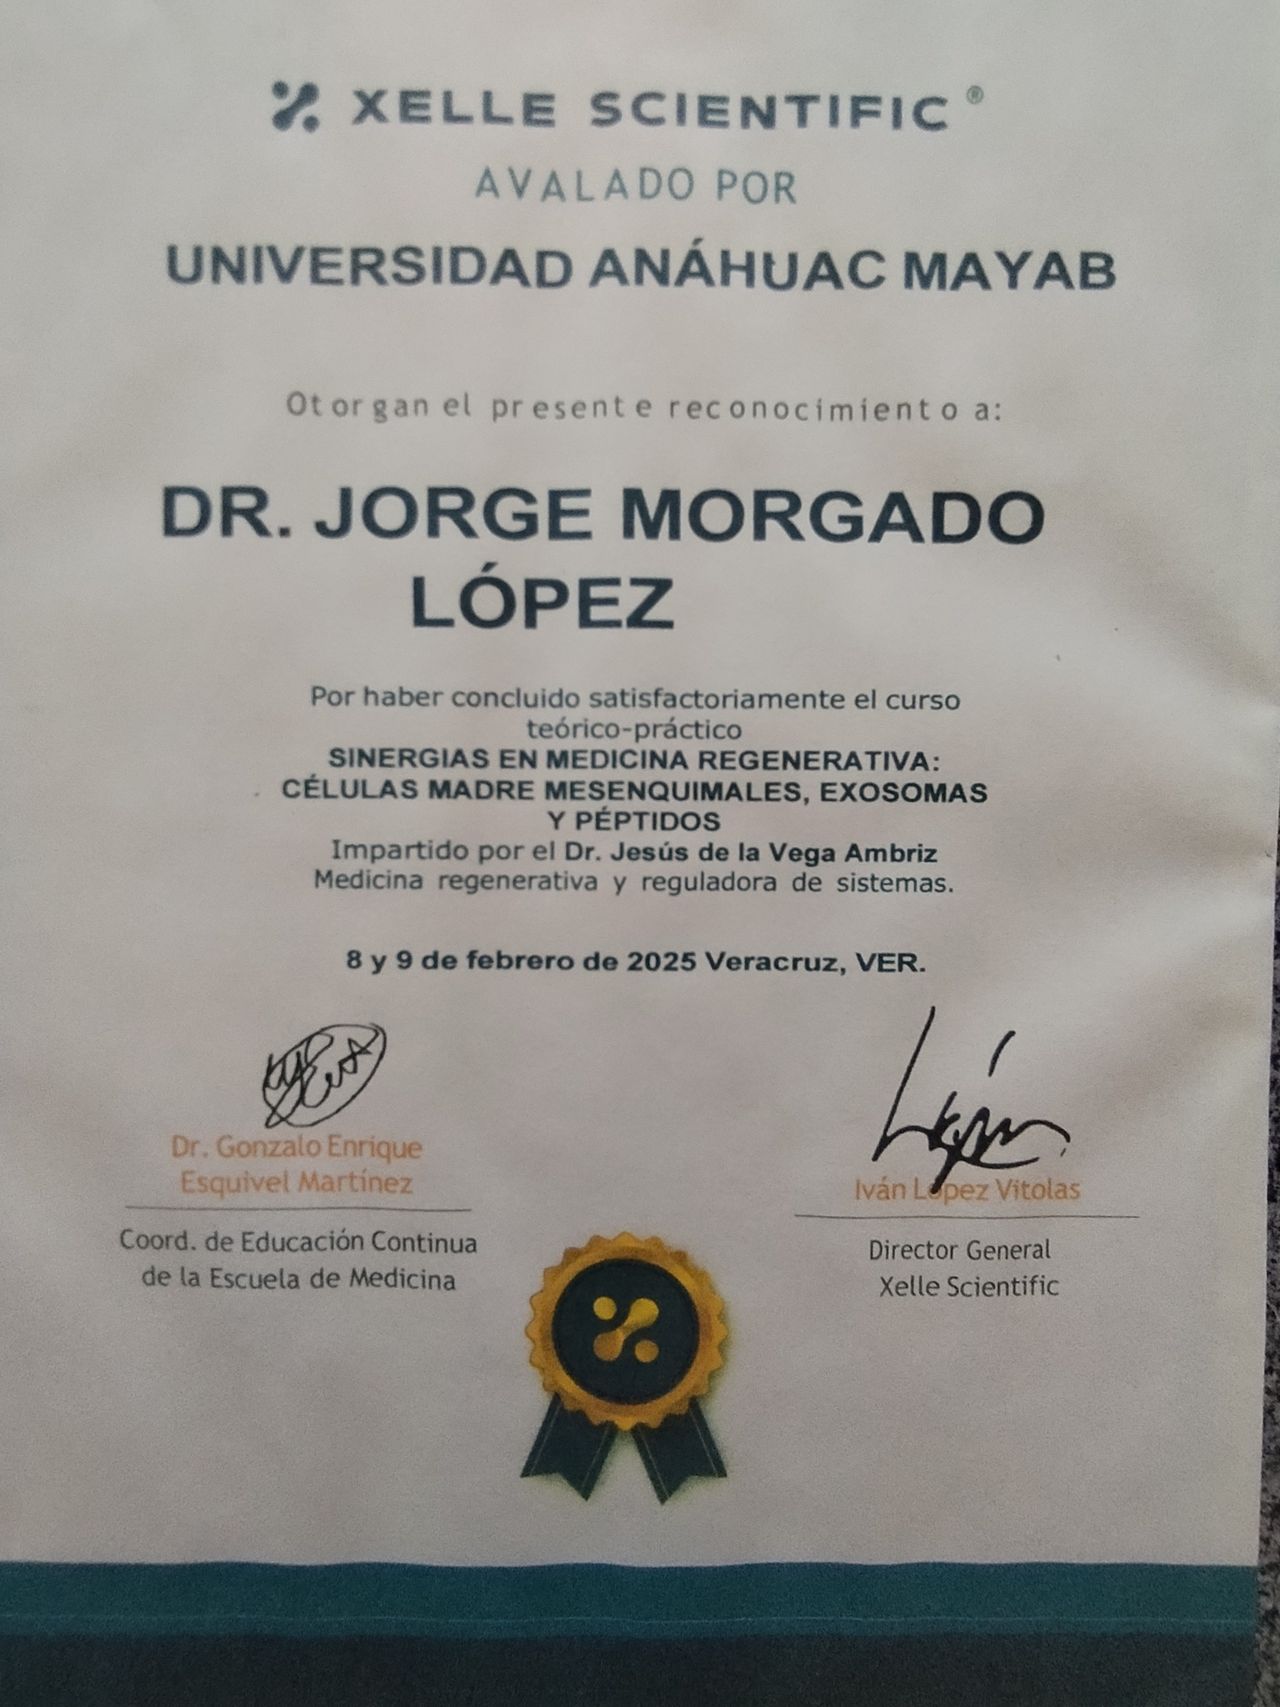 XELLE SCIENTIFIC ®
AVALADO POR
UNIVERSIDAD ANÁHUAC MAYAB
Otorgan el presente reconocimiento a:
DR. JORGE MORGADO
LÓPEZ
Por haber concluido satisfactoriamente el curso
teórico-práctico
SINERGIAS EN MEDICINA REGENERATIVA:
CÉLULAS MADRE MESENQUIMALES, EXOSOMAS
Y PÉPTIDOS
Impartido por el Dr. Jesús de la Vega Ambriz
Medicina regenerativa y reguladora de sistemas.
8 y 9 de febrero de 2025 Veracruz, VER.
Dr. Gonzalo Enrique
Esquivel Martínez
Coord. de Educación Continua
de la Escuela de Medicina
Iván López Vitolas
Director General
Xelle Scientific